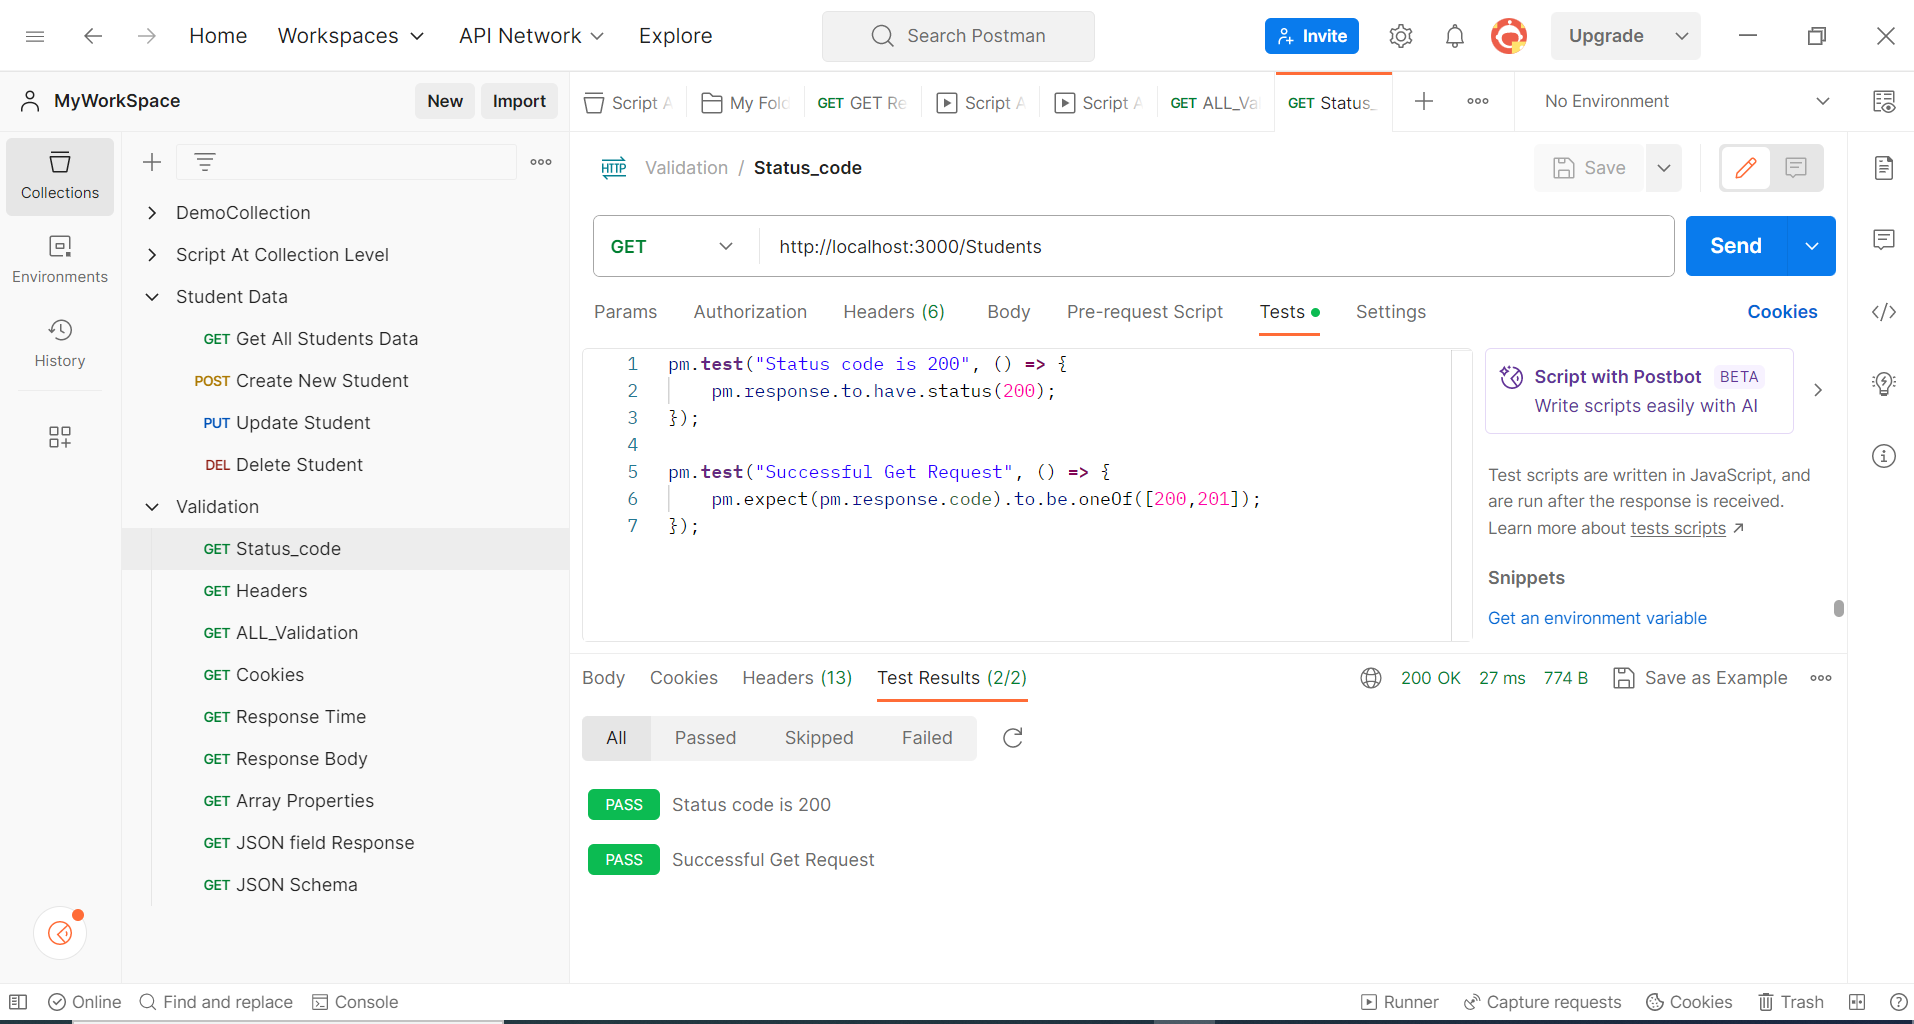 Home
Workspaces
API Network
Explore
Search Postman
Invite
Upgrade
MyWorkSpace
New
Import
Script A
My Fol
GET GET Re
Script A
Script A
GET ALL_Va
GET Status_
No Environment
Collections
Environments
History
DemoCollection
Script At Collection Level
Student Data
GET Get All Students Data
POST Create New Student
PUT Update Student
DEL Delete Student
Validation
GET Status_code
GET Headers
GET ALL_Validation
GET Cookies
GET Response Time
GET Response Body
GET Array Properties
GET JSON field Response
GET JSON Schema
HTTP
Validation / Status_code
Save
GET
http://localhost:3000/Students
Send
Params
Authorization
Headers (6)
Body
Pre-request Script
Tests
Settings
Cookies
1 pm.test("Status code is 200", () => {
2 pm.response.to.have.status(200);
3 });
4
5 pm.test("Successful Get Request", () => {
6 pm.expect(pm.response.code).to.be.oneOf([200,201]);
7 });
Script with Postbot BETA
Write scripts easily with AI
Test scripts are written in JavaScript, and
are run after the response is received.
Learn more about tests scripts ↗
Snippets
Get an environment variable
Body
Cookies
Headers (13)
Test Results (2/2)
200 OK
27 ms
774 B
Save as Example
All
Passed
Skipped
Failed
PASS Status code is 200
PASS Successful Get Request
Online
Find and replace
Console
Runner
Capture requests
Cookies
Trash